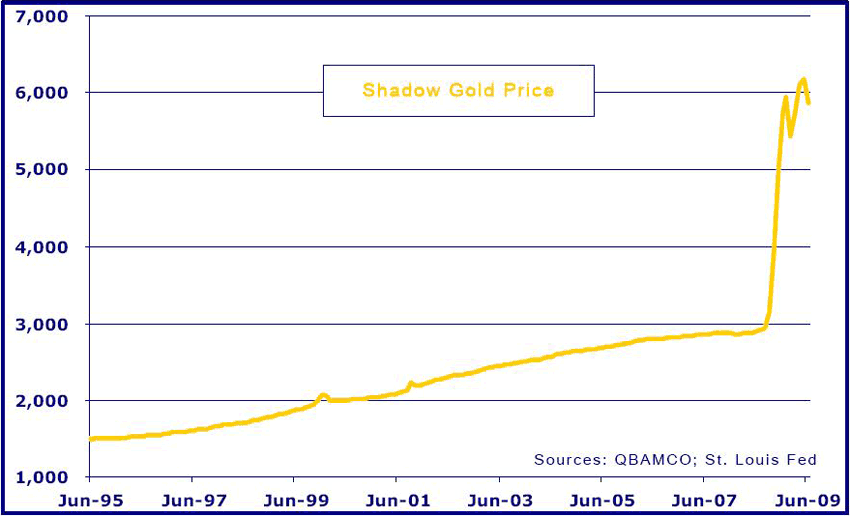 7,000
Shadow Gold Price
6,000
5,000
4,000
3,000
2,000
Sources: QBAMCO; St. Louis Fed
1,000
Jun-95 Jun-97 Jun-99 Jun-01 Jun-03 Jun-05 Jun-07 Jun-09